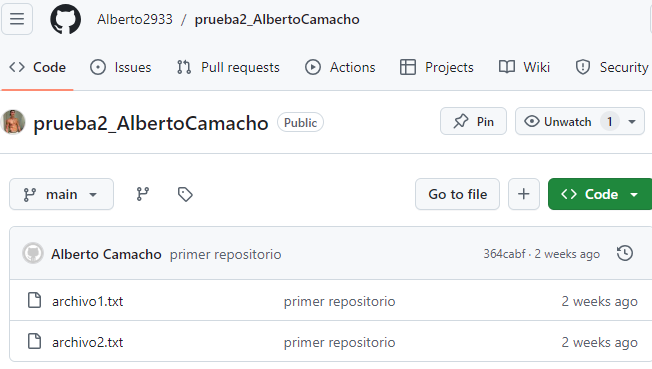 Alberto2933 / prueba2_AlbertoCamacho
Code Issues Pull requests Actions Projects Wiki Security
prueba2_AlbertoCamacho Public Pin Unwatch 1
main Go to file Code
Alberto Camacho primer repositorio 364cabf · 2 weeks ago
archivo1.txt primer repositorio 2 weeks ago
archivo2.txt primer repositorio 2 weeks ago